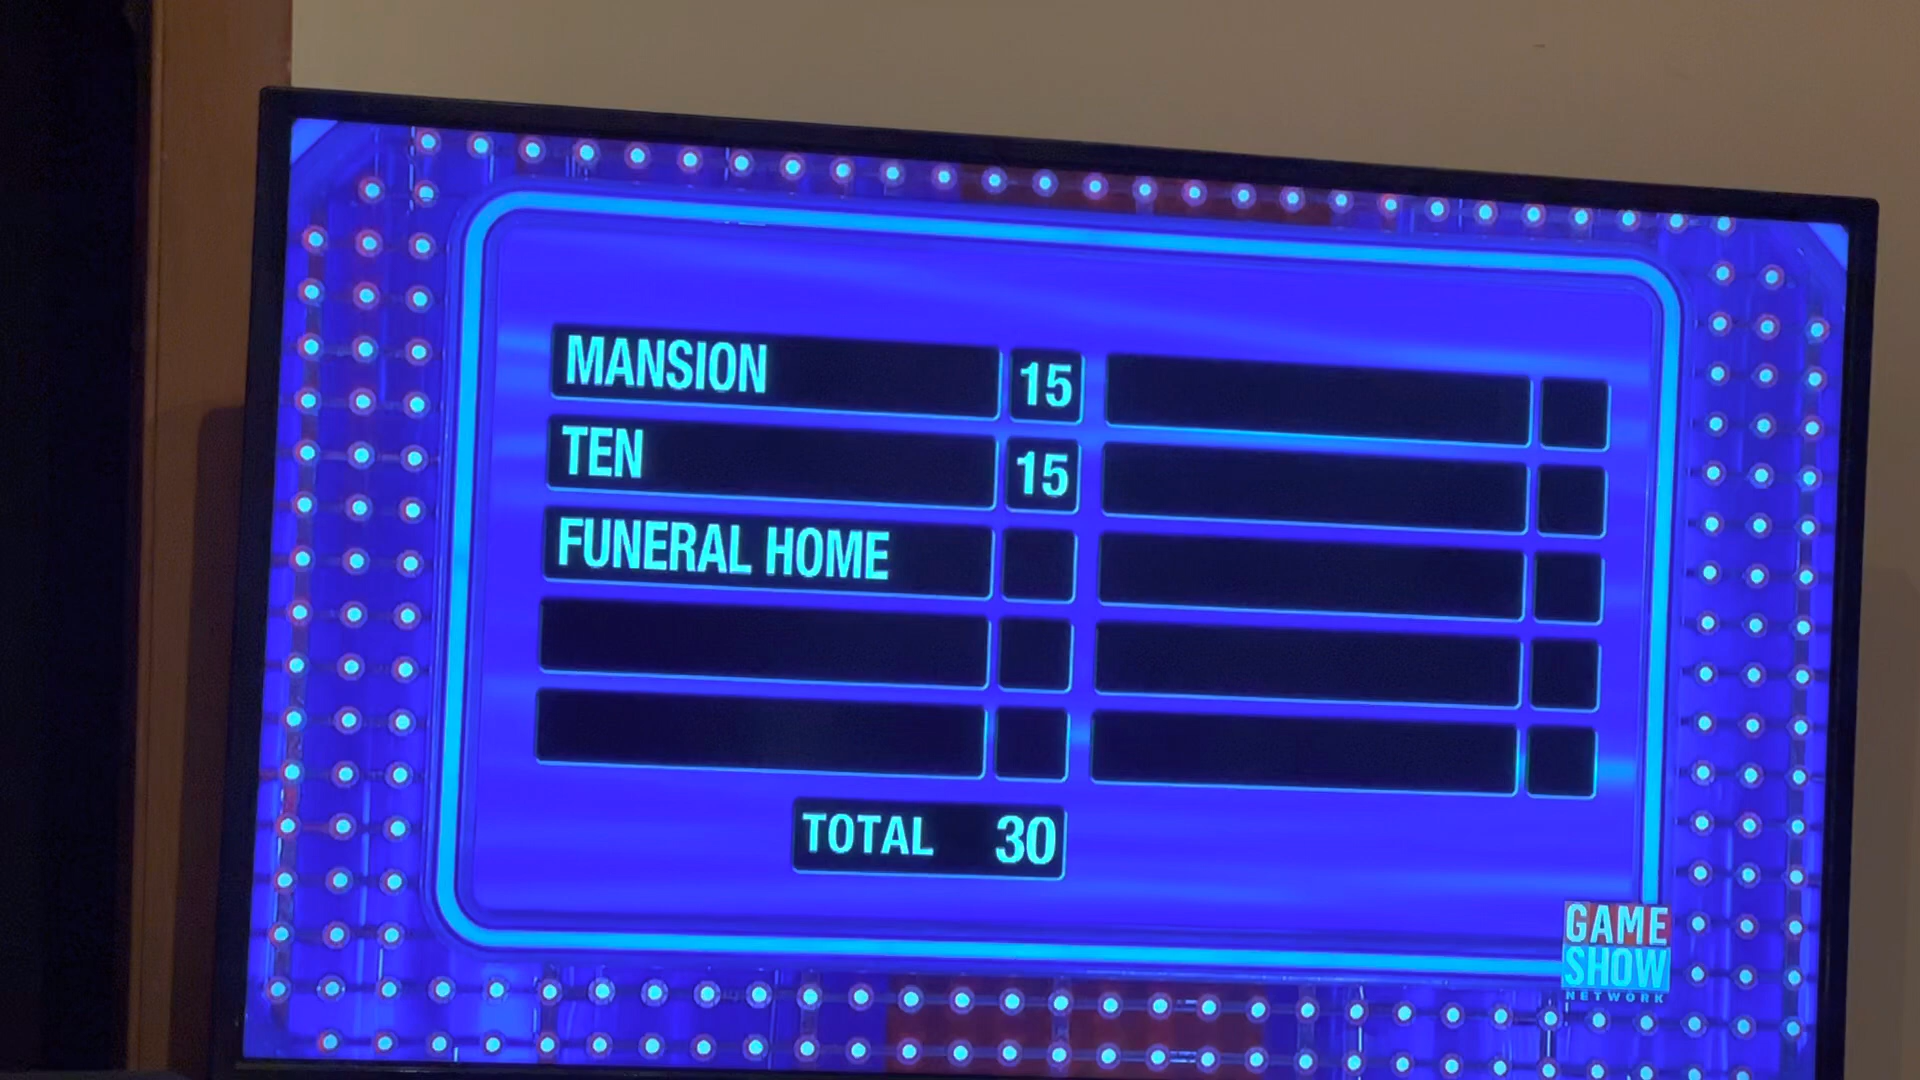 MANSION 15
TEN 15
FUNERAL HOME
TOTAL 30
GAME
SHOW
NETWORK